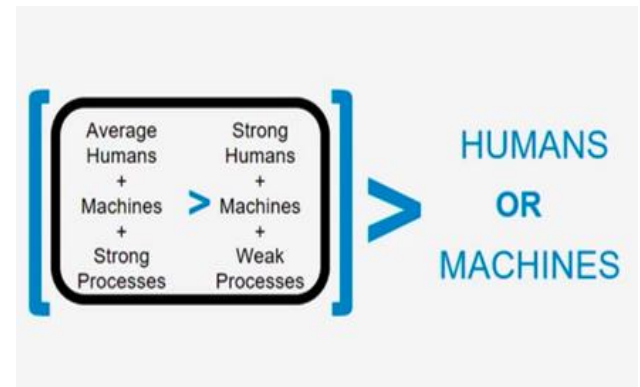 Average
Humans
+
Machines
+
Strong
Processes
>
Strong
Humans
+
Machines
+
Weak
Processes
>
HUMANS
OR
MACHINES